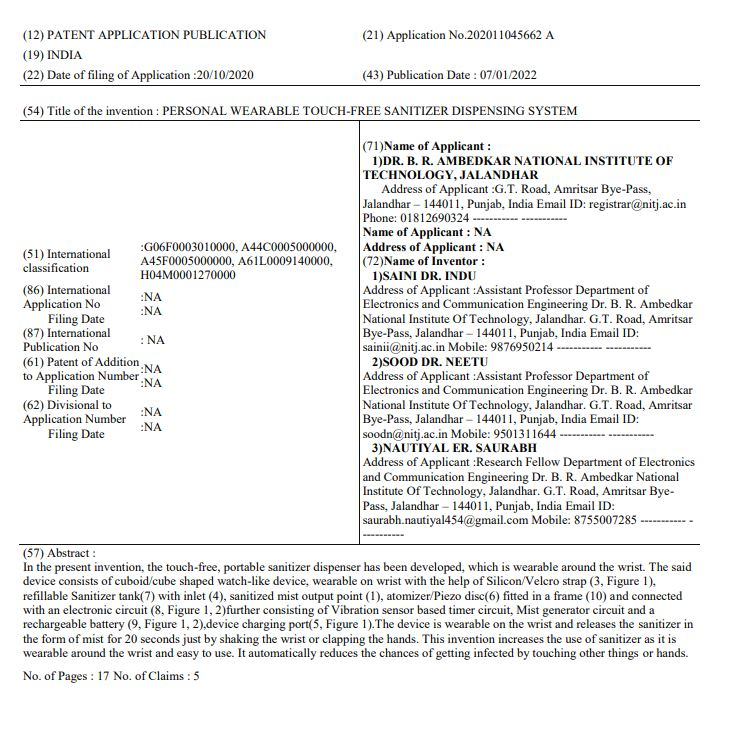 (12) PATENT APPLICATION PUBLICATION
(21) Application No.202011045662 A
(19) INDIA
(22) Date of filing of Application :20/10/2020
(43) Publication Date : 07/01/2022
(54) Title of the invention : PERSONAL WEARABLE TOUCH-FREE SANITIZER DISPENSING SYSTEM
(51) International
classification
:G06F0003010000, A44C0005000000,
A45F0005000000, A61L0009140000,
H04M0001270000
(86) International
Application No
Filing Date
:NA
:NA
(87) International
Publication No
: NA
(61) Patent of Addition
to Application Number
Filing Date
:NA
:NA
(62) Divisional to
Application Number
Filing Date
:NA
:NA
(71)Name of Applicant :
1)DR. B. R. AMBEDKAR NATIONAL INSTITUTE OF
TECHNOLOGY, JALANDHAR
Address of Applicant :G.T. Road, Amritsar Bye-Pass,
Jalandhar – 144011, Punjab, India Email ID: registrar@nitj.ac.in
Phone: 01812690324 ----------- -----------
Name of Applicant : NA
Address of Applicant : NA
(72)Name of Inventor :
1)SAINI DR. INDU
Address of Applicant :Assistant Professor Department of
Electronics and Communication Engineering Dr. B. R. Ambedkar
National Institute Of Technology, Jalandhar. G.T. Road, Amritsar
Bye-Pass, Jalandhar – 144011, Punjab, India Email ID:
sainii@nitj.ac.in Mobile: 9876950214 ----------- -----------
2)SOOD DR. NEETU
Address of Applicant :Assistant Professor Department of
Electronics and Communication Engineering Dr. B. R. Ambedkar
National Institute Of Technology, Jalandhar. G.T. Road, Amritsar
Bye-Pass, Jalandhar – 144011, Punjab, India Email ID:
soodn@nitj.ac.in Mobile: 9501311644 ----------- -----------
3)NAUTIYAL ER. SAURABH
Address of Applicant :Research Fellow Department of Electronics
and Communication Engineering Dr. B. R. Ambedkar National
Institute Of Technology, Jalandhar. G.T. Road, Amritsar Bye-
Pass, Jalandhar – 144011, Punjab, India Email ID:
saurabh.nautiyal454@gmail.com Mobile: 8755007285 ----------- -
----------
(57) Abstract :
In the present invention, the touch-free, portable sanitizer dispenser has been developed, which is wearable around the wrist. The said
device consists of cuboid/cube shaped watch-like device, wearable on wrist with the help of Silicon/Velcro strap (3, Figure 1),
refillable Sanitizer tank(7) with inlet (4), sanitized mist output point (1), atomizer/Piezo disc(6) fitted in a frame (10) and connected
with an electronic circuit (8, Figure 1, 2)further consisting of Vibration sensor based timer circuit, Mist generator circuit and a
rechargeable battery (9, Figure 1, 2),device charging port(5, Figure 1).The device is wearable on the wrist and releases the sanitizer in
the form of mist for 20 seconds just by shaking the wrist or clapping the hands. This invention increases the use of sanitizer as it is
wearable around the wrist and easy to use. It automatically reduces the chances of getting infected by touching other things or hands.
No. of Pages : 17 No. of Claims : 5